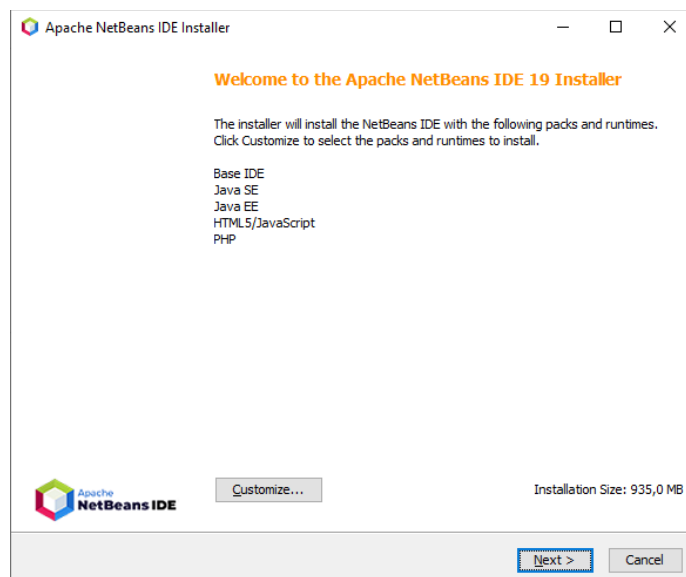 Apache NetBeans IDE Installer
Welcome to the Apache NetBeans IDE 19 Installer
The installer will install the NetBeans IDE with the following packs and runtimes.
Click Customize to select the packs and runtimes to install.
Base IDE
Java SE
Java EE
HTML5/JavaScript
PHP
Apache
NetBeans IDE
Customize...
Installation Size: 935,0 MB
Next >
Cancel